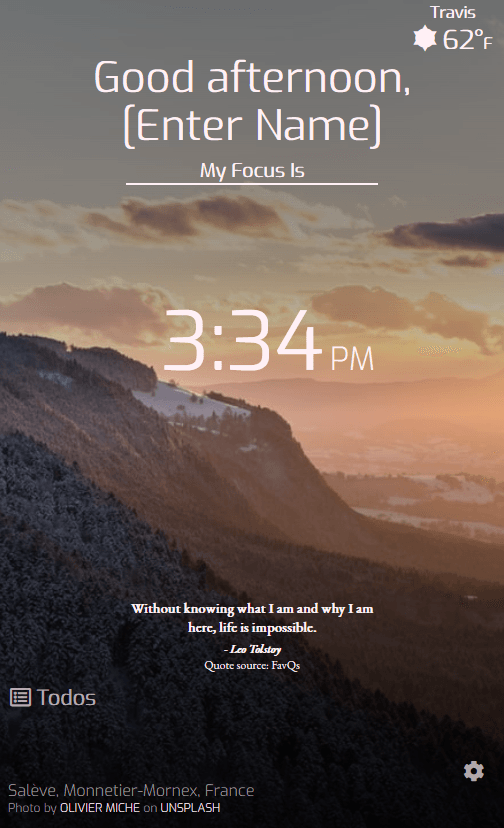 Travis
62°F
Good afternoon,
[Enter Name]
My Focus Is
3:34 PM
Without knowing what I am and why I am
here, life is impossible.
- Leo Tolstoy
Quote source: FavQs
Todos
Salève, Monnetier-Mornex, France
Photo by OLIVIER MICHE on UNSPLASH